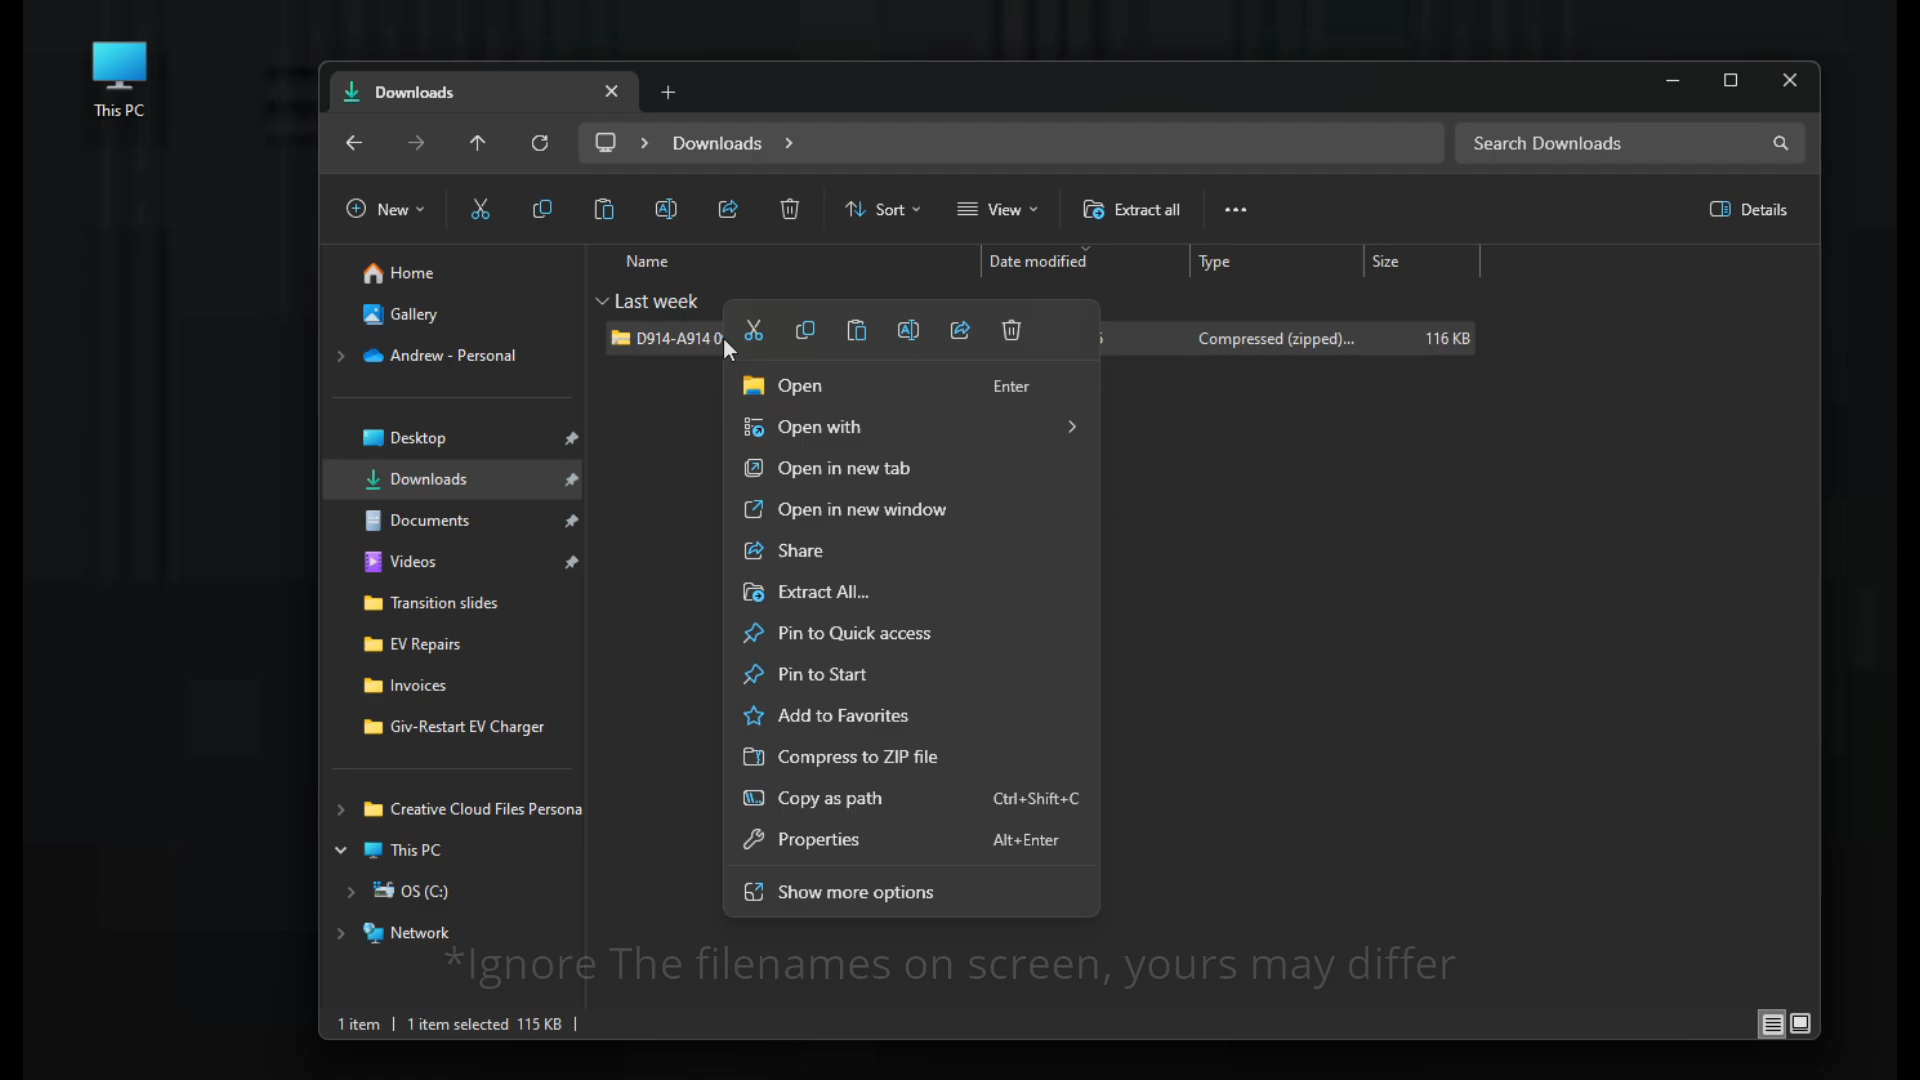 This PC
Downloads
Downloads
Search Downloads
New
Sort
View
Extract all
Details
Name
Date modified
Type
Size
Home
Gallery
Andrew - Personal
Desktop
Downloads
Documents
Videos
Transition slides
EV Repairs
Invoices
Giv-Restart EV Charger
Creative Cloud Files Persona
This PC
OS (C:)
Network
Last week
D914-A914
Compressed (zipped)...
116 KB
Open Enter
Open with
Open in new tab
Open in new window
Share
Extract All...
Pin to Quick access
Pin to Start
Add to Favorites
Compress to ZIP file
Copy as path Ctrl+Shift+C
Properties Alt+Enter
Show more options
*Ignore The filenames on screen, yours may differ
1 item
1 item selected 115 KB